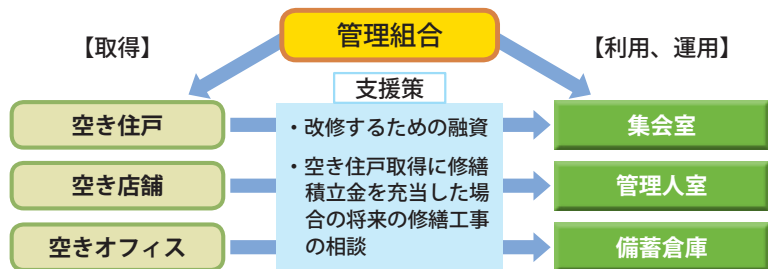 管理組合
【取得】
【利用、運用】
支援策
空き住戸
空き店舗
空きオフィス
・改修するための融資
・空き住戸取得に修繕
積立金を充当した場
合の将来の修繕工事
の相談
集会室
管理人室
備蓄倉庫